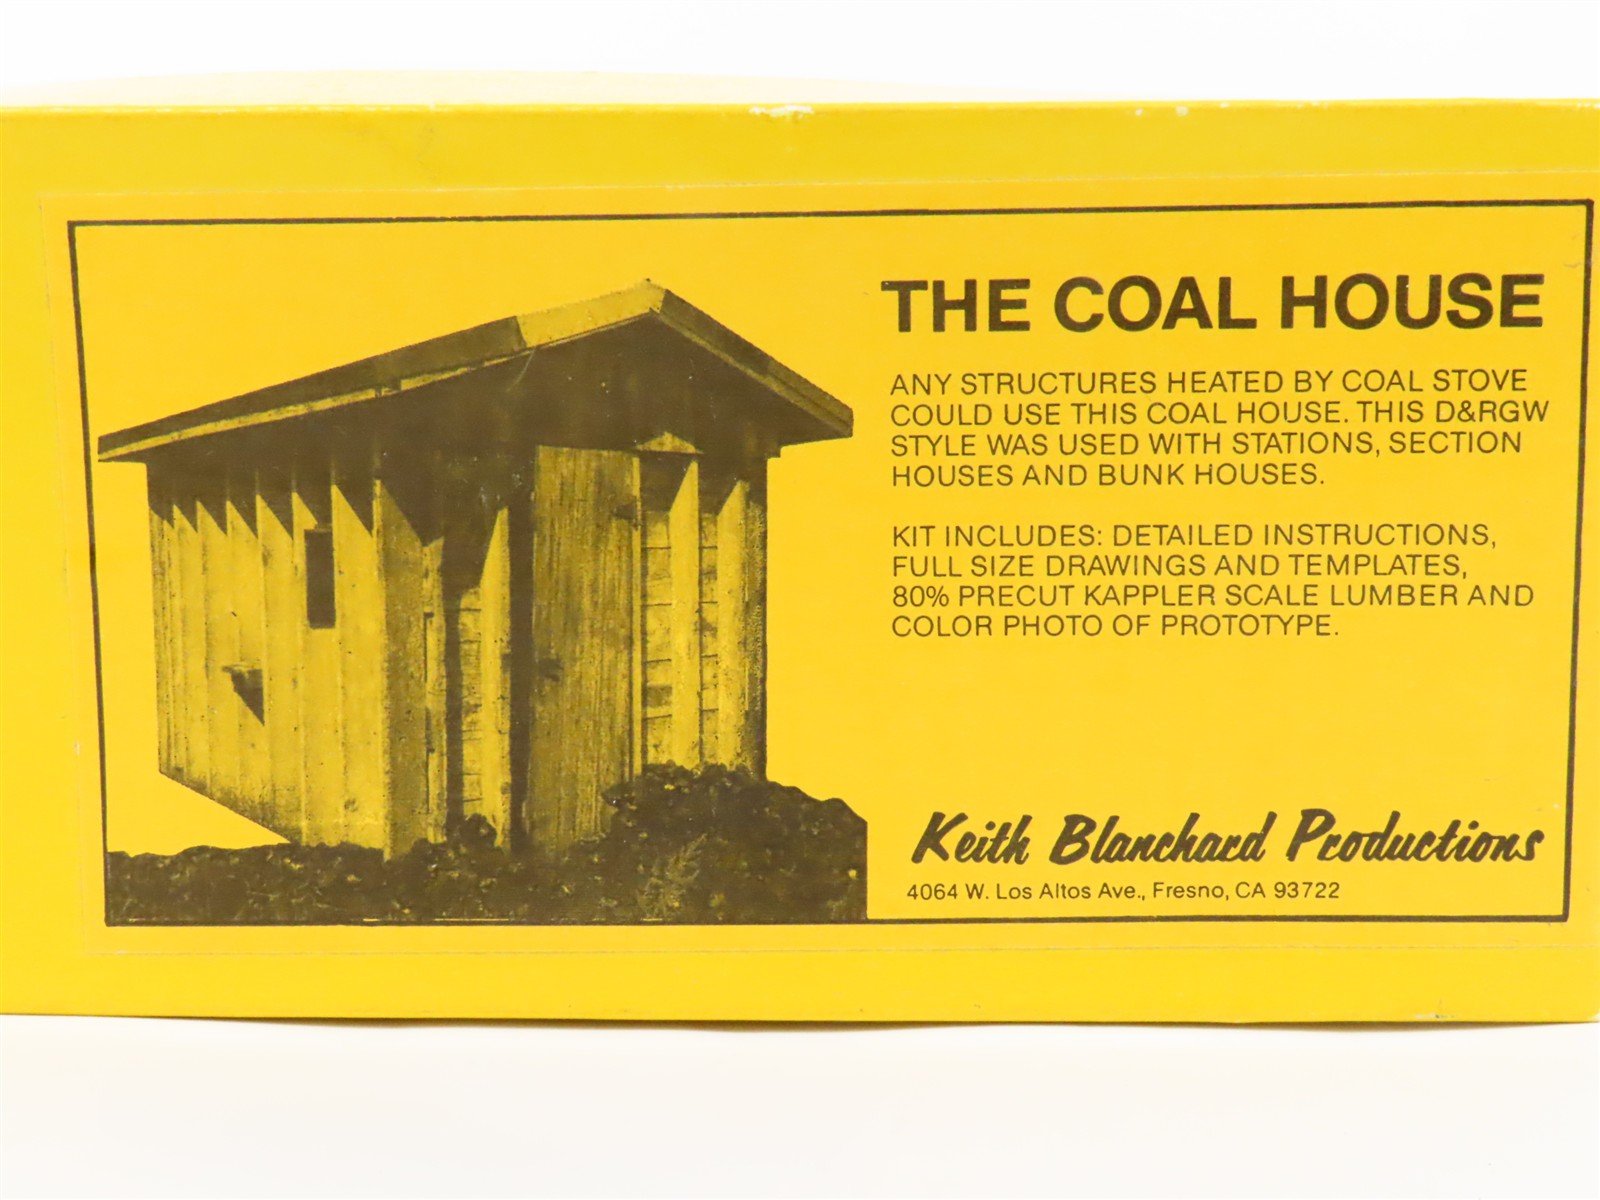 THE COAL HOUSE
ANY STRUCTURES HEATED BY COAL STOVE
COULD USE THIS COAL HOUSE. THIS D&RGW
STYLE WAS USED WITH STATIONS, SECTION
HOUSES AND BUNK HOUSES.
KIT INCLUDES: DETAILED INSTRUCTIONS,
FULL SIZE DRAWINGS AND TEMPLATES,
80% PRECUT KAPPLER SCALE LUMBER AND
COLOR PHOTO OF PROTOTYPE.
Keith Blanchard Productions
4064 W. Los Altos Ave., Fresno, CA 93722